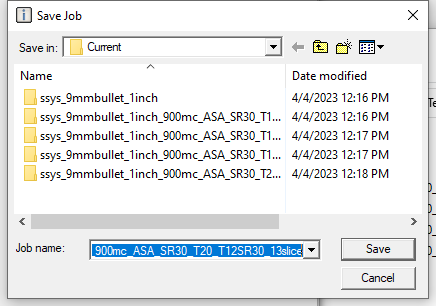 Save Job
Save in: Current
Name Date modified
ssys_9mmbullet_1inch 4/4/2023 12:16 PM
ssys_9mmbullet_1inch_900mc_ASA_SR30_T1... 4/4/2023 12:16 PM
ssys_9mmbullet_1inch_900mc_ASA_SR30_T1... 4/4/2023 12:17 PM
ssys_9mmbullet_1inch_900mc_ASA_SR30_T1... 4/4/2023 12:17 PM
ssys_9mmbullet_1inch_900mc_ASA_SR30_T2... 4/4/2023 12:18 PM
Job name: _900mc_ASA_SR30_T20_T12SR30_13slice Save
Cancel